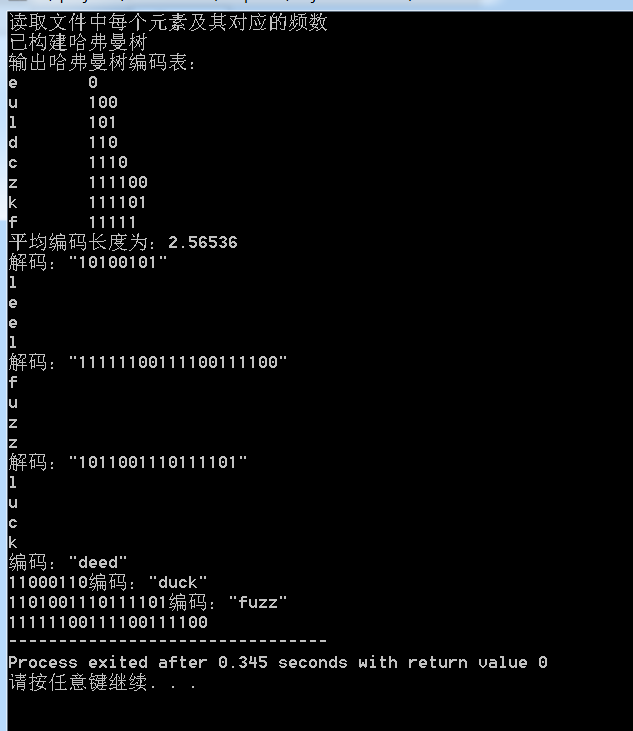 读取文件中每个元素及其对应的频数
已构建哈弗曼树
输出哈弗曼树编码表：
e 0
u 100
l 101
d 110
c 1110
z 111100
k 111101
f 11111
平均编码长度为：2.56536
解码："10100101"
l
e
e
l
解码："11111100111100111100"
f
u
z
z
解码："1011001110111101"
l
u
c
k
编码："deed"
11000110编码："duck"
1101001110111101编码："fuzz"
11111100111100111100
--------------------------------
Process exited after 0.345 seconds with return value 0
请按任意键继续. . .